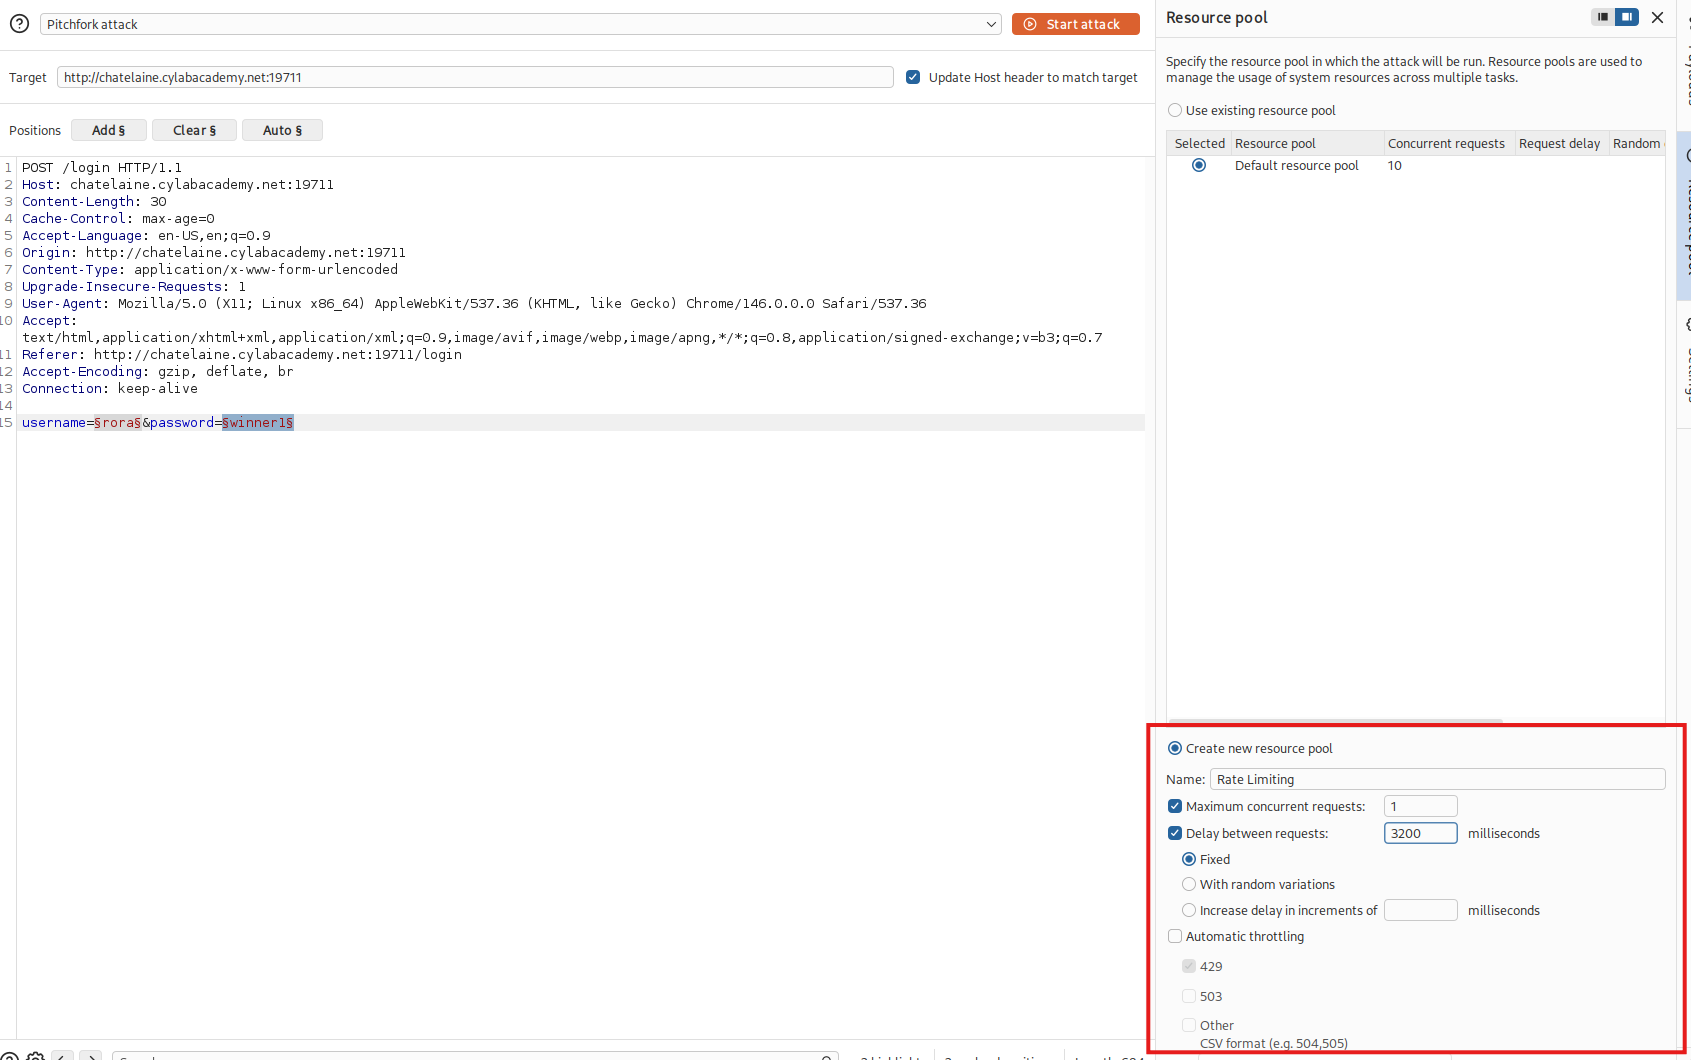 Pitchfork attack
Start attack
Target
http://chatelaine.cylabacademy.net:19711
Update Host header to match target
Positions
Add §
Clear §
Auto §
1 POST /login HTTP/1.1
2 Host: chatelaine.cylabacademy.net:19711
3 Content-Length: 30
4 Cache-Control: max-age=0
5 Accept-Language: en-US,en;q=0.9
6 Origin: http://chatelaine.cylabacademy.net:19711
7 Content-Type: application/x-www-form-urlencoded
8 Upgrade-Insecure-Requests: 1
9 User-Agent: Mozilla/5.0 (X11; Linux x86_64) AppleWebKit/537.36 (KHTML, like Gecko) Chrome/146.0.0.0 Safari/537.36
10 Accept:
text/html,application/xhtml+xml,application/xml;q=0.9,image/avif,image/webp,image/apng,*/*;q=0.8,application/signed-exchange;v=b3;q=0.7
11 Referer: http://chatelaine.cylabacademy.net:19711/login
12 Accept-Encoding: gzip, deflate, br
13 Connection: keep-alive
14
15 username=§rora§&password=§winner1§
Resource pool
Specify the resource pool in which the attack will be run. Resource pools are used to
manage the usage of system resources across multiple tasks.
Use existing resource pool
Selected Resource pool Concurrent requests Request delay Random
Default resource pool 10
Create new resource pool
Name: Rate Limiting
Maximum concurrent requests: 1
Delay between requests: 3200 milliseconds
Fixed
With random variations
Increase delay in increments of milliseconds
Automatic throttling
429
503
Other
CSV format (e.g. 504,505)